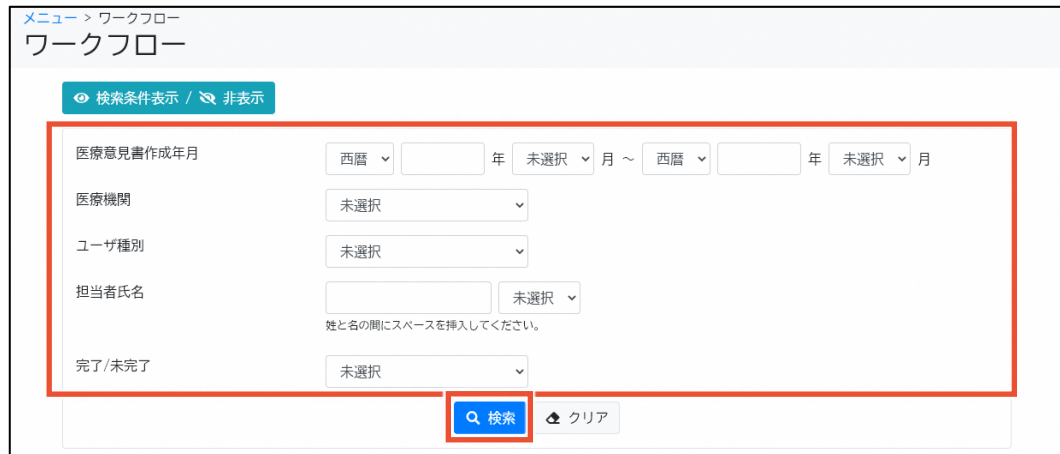 メニュー > ワークフロー
ワークフロー
検索条件表示 / 非表示
医療意見書作成年月 西暦 年 未選択 月 ～ 西暦 年 未選択 月
医療機関 未選択
ユーザ種別 未選択
担当者氏名 未選択
姓と名の間にスペースを挿入してください。
完了/未完了 未選択
検索 クリア